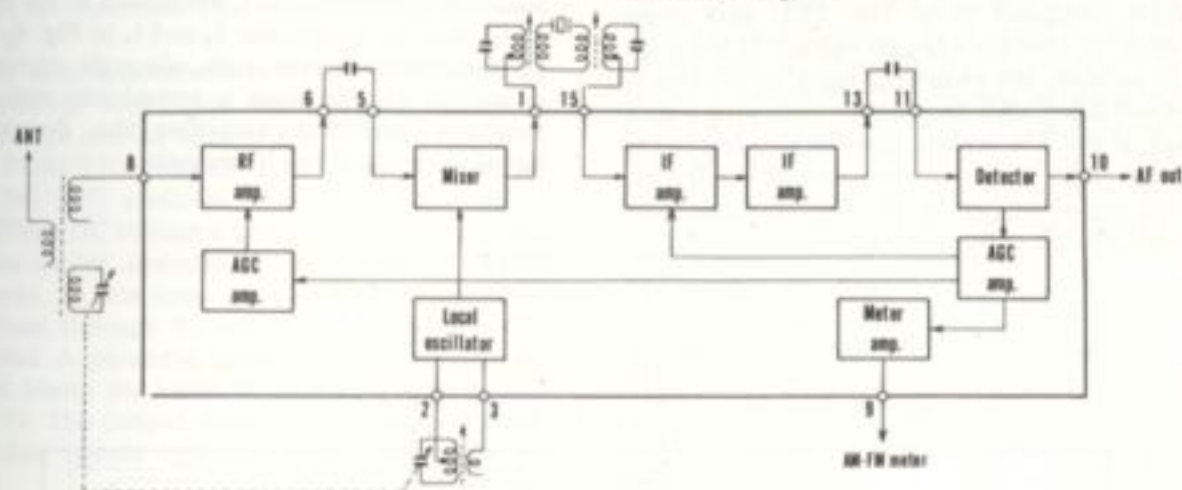 6
5
1
15
13
11
ANT
8
RF
amp.
Mixer
IF
amp.
IF
amp.
Detector
10
AF out
AGC
amp.
AGC
amp.
Local
oscillator
Meter
amp.
2
3
9
AM-FM meter